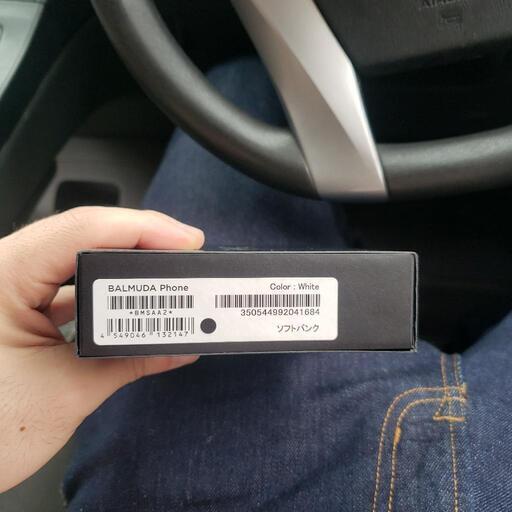 BALMUDA Phone
Color : White
*BMSAA2*
350544992041684
4 549046 132147
ソフトバンク